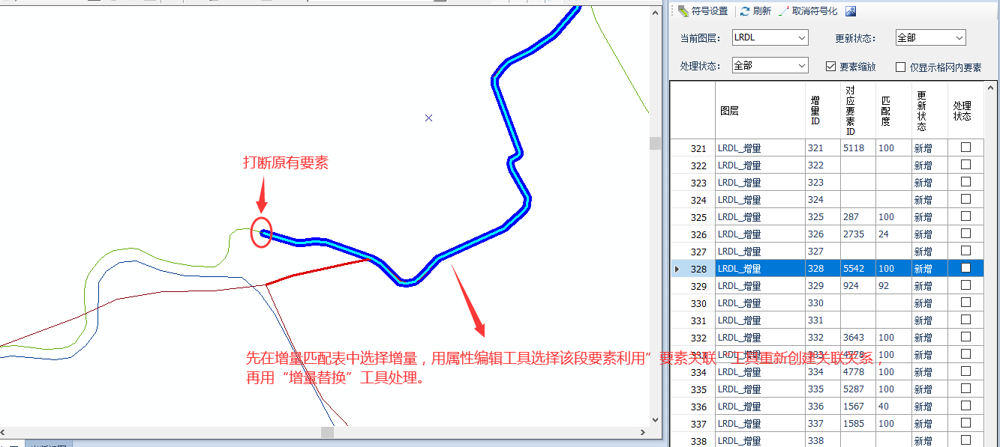 符号设置 刷新 取消符号化
当前图层： LRDL 更新状态： 全部
处理状态： 全部 要素缩放 仅显示格网内要素
图层 增量ID 对应要素ID 匹配度 更新状态 处理状态
321 LRDL_增量 321 5118 100 新增
322 LRDL_增量 322 新增
323 LRDL_增量 323 新增
324 LRDL_增量 324 新增
325 LRDL_增量 325 287 100 新增
326 LRDL_增量 326 2735 24 新增
327 LRDL_增量 327 新增
328 LRDL_增量 328 5542 100 新增
329 LRDL_增量 329 924 92 新增
330 LRDL_增量 330 新增
331 LRDL_增量 331 新增
332 LRDL_增量 332 3643 100 新增
333 LRDL_增量 333 4778 100 新增
334 LRDL_增量 334 4778 100 新增
335 LRDL_增量 335 5287 100 新增
336 LRDL_增量 336 1567 40 新增
337 LRDL_增量 337 1585 100 新增
338 LRDL_增量 338 新增
打断原有要素
先在增量匹配表中选择增量，用属性编辑工具选择该段要素利用”要素关联“工具重新创建关联关系，
再用“增量替换”工具处理。